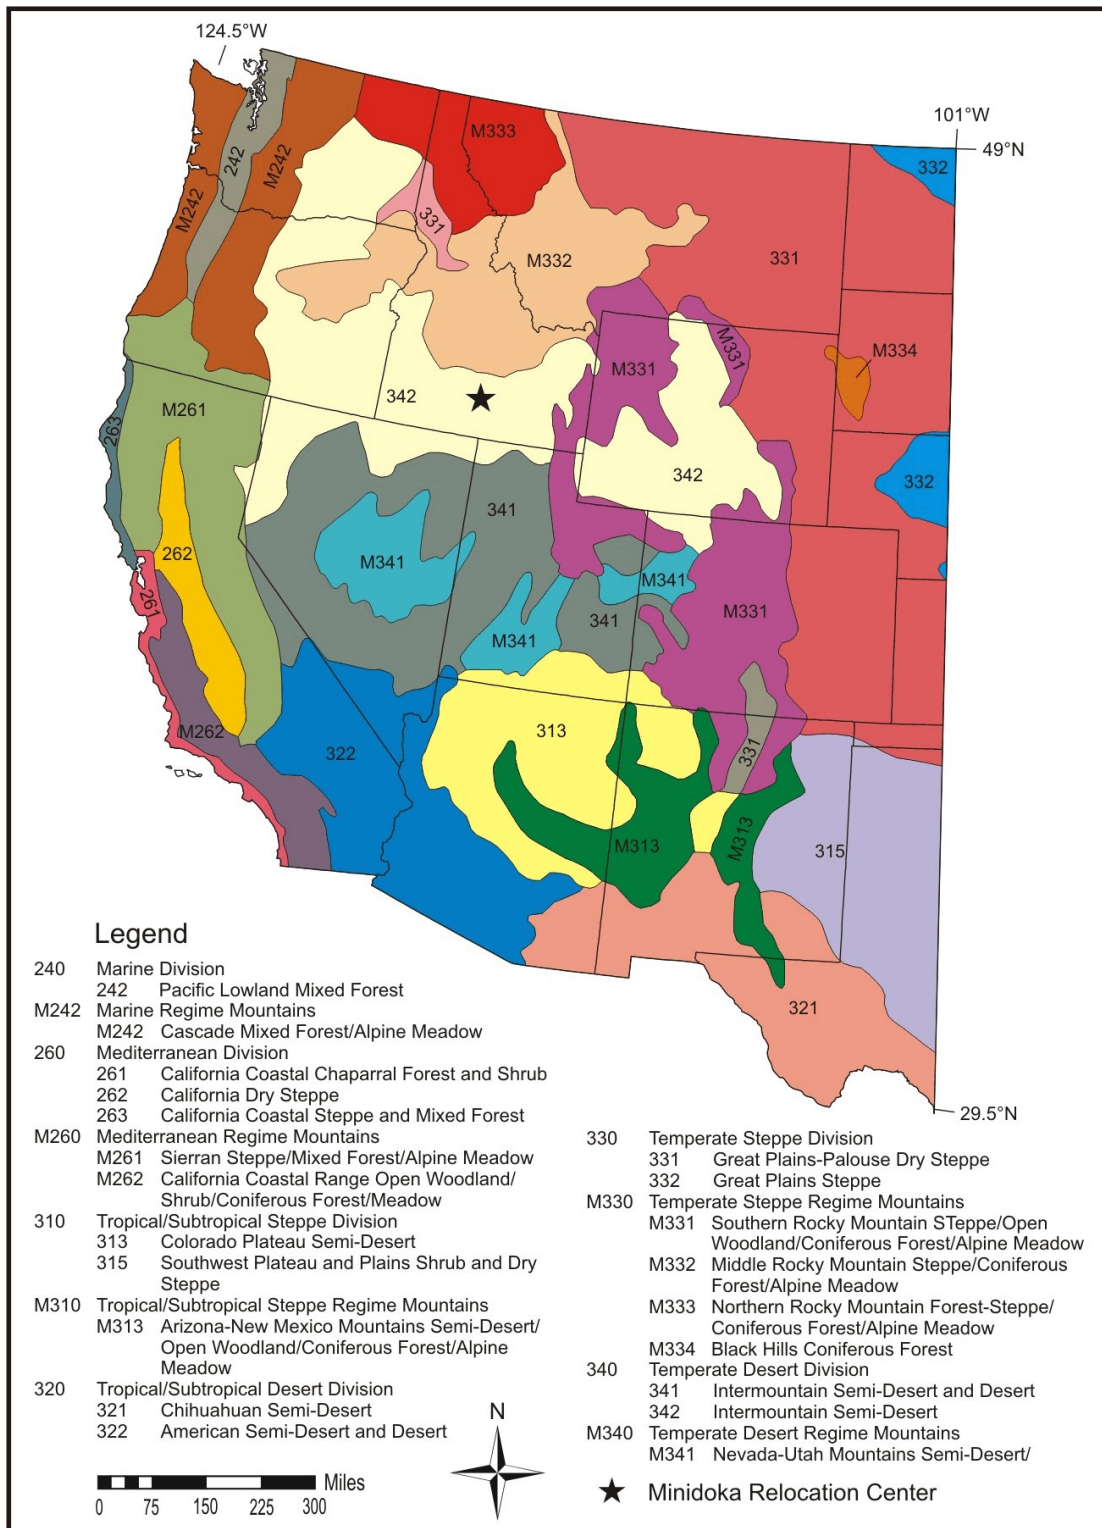 124.5°W
101°W
49°N
242
M242
M242
M333
332
331
M332
331
M334
M331
M331
342
M261
263
332
342
341
262
M341
M341
M331
261
341
M341
M262
313
331
322
M313
M313
315
321
29.5°N
Legend
240 Marine Division
242 Pacific Lowland Mixed Forest
M242 Marine Regime Mountains
M242 Cascade Mixed Forest/Alpine Meadow
260 Mediterranean Division
261 California Coastal Chaparral Forest and Shrub
262 California Dry Steppe
263 California Coastal Steppe and Mixed Forest
M260 Mediterranean Regime Mountains
M261 Sierran Steppe/Mixed Forest/Alpine Meadow
M262 California Coastal Range Open Woodland/
Shrub/Coniferous Forest/Meadow
310 Tropical/Subtropical Steppe Division
313 Colorado Plateau Semi-Desert
315 Southwest Plateau and Plains Shrub and Dry
Steppe
M310 Tropical/Subtropical Steppe Regime Mountains
M313 Arizona-New Mexico Mountains Semi-Desert/
Open Woodland/Coniferous Forest/Alpine
Meadow
320 Tropical/Subtropical Desert Division
321 Chihuahuan Semi-Desert
322 American Semi-Desert and Desert
330 Temperate Steppe Division
331 Great Plains-Palouse Dry Steppe
332 Great Plains Steppe
M330 Temperate Steppe Regime Mountains
M331 Southern Rocky Mountain STeppe/Open
Woodland/Coniferous Forest/Alpine Meadow
M332 Middle Rocky Mountain Steppe/Coniferous
Forest/Alpine Meadow
M333 Northern Rocky Mountain Forest-Steppe/
Coniferous Forest/Alpine Meadow
M334 Black Hills Coniferous Forest
340 Temperate Desert Division
341 Intermountain Semi-Desert and Desert
342 Intermountain Semi-Desert
M340 Temperate Desert Regime Mountains
M341 Nevada-Utah Mountains Semi-Desert/
Minidoka Relocation Center
N
Miles
0 75 150 225 300